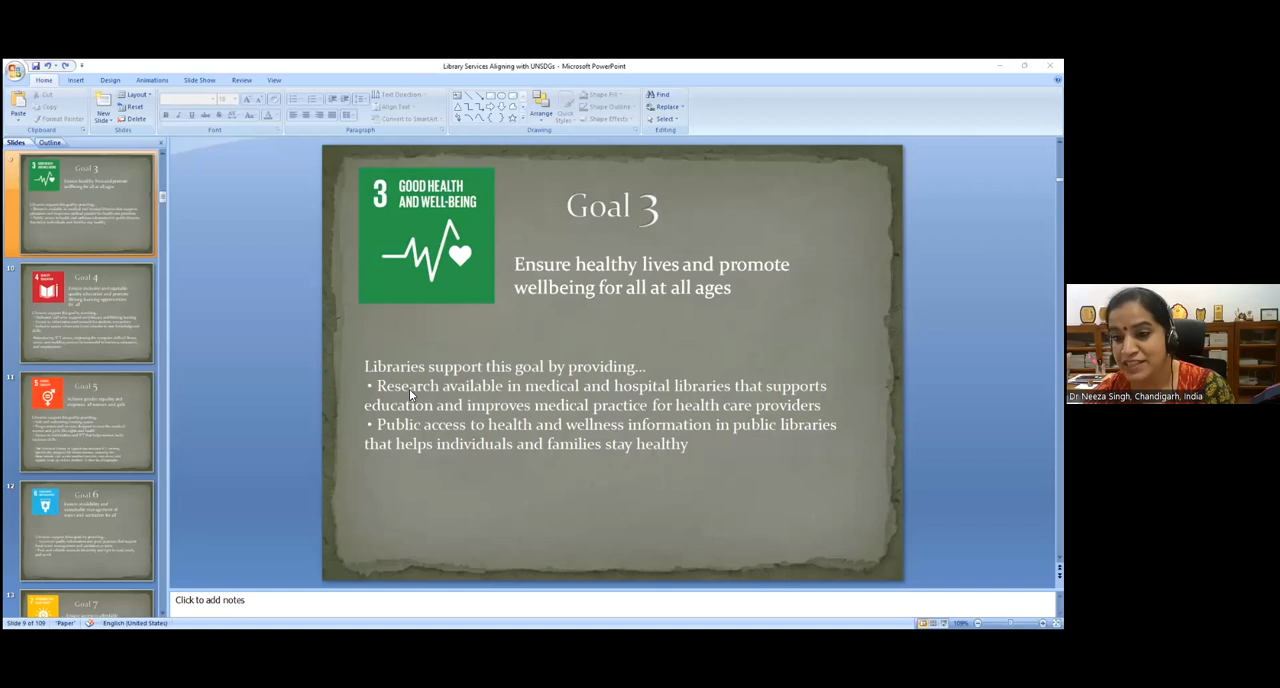 Library Services Aligning with UNSDGs - Microsoft PowerPoint
Home Insert Design Animations Slide Show Review View
Paste
Cut
Copy
Format Painter
Clipboard
New Slide
Layout
Reset
Delete
Slides
Font
Text Direction
Align Text
Convert to SmartArt
Paragraph
Arrange
Quick Styles
Shape Fill
Shape Outline
Shape Effects
Drawing
Find
Replace
Select
Editing
Slides Outline
Goal 3
10
Goal 4
11
Goal 5
12
Goal 6
13
Goal 7
3 GOOD HEALTH
AND WELL-BEING
Goal 3
Ensure healthy lives and promote
wellbeing for all at all ages
Libraries support this goal by providing...
• Research available in medical and hospital libraries that supports
education and improves medical practice for health care providers
• Public access to health and wellness information in public libraries
that helps individuals and families stay healthy
Click to add notes
Slide 9 of 109 "Paper" English (United States) 109%
Dr Neeza Singh, Chandigarh, India